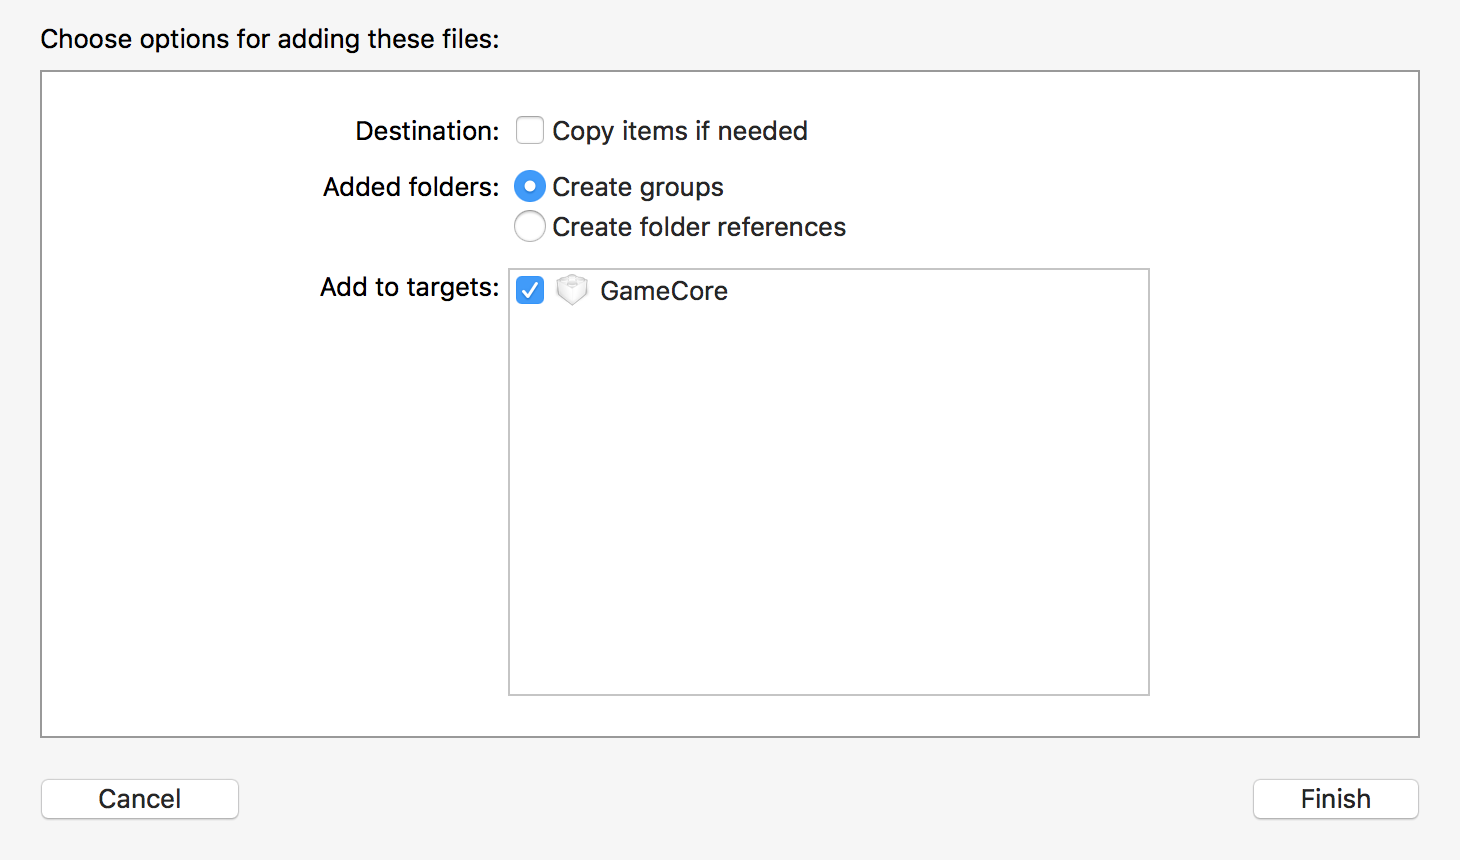 Choose options for adding these files:
Destination: Copy items if needed
Added folders: Create groups
Create folder references
Add to targets: GameCore
Cancel Finish